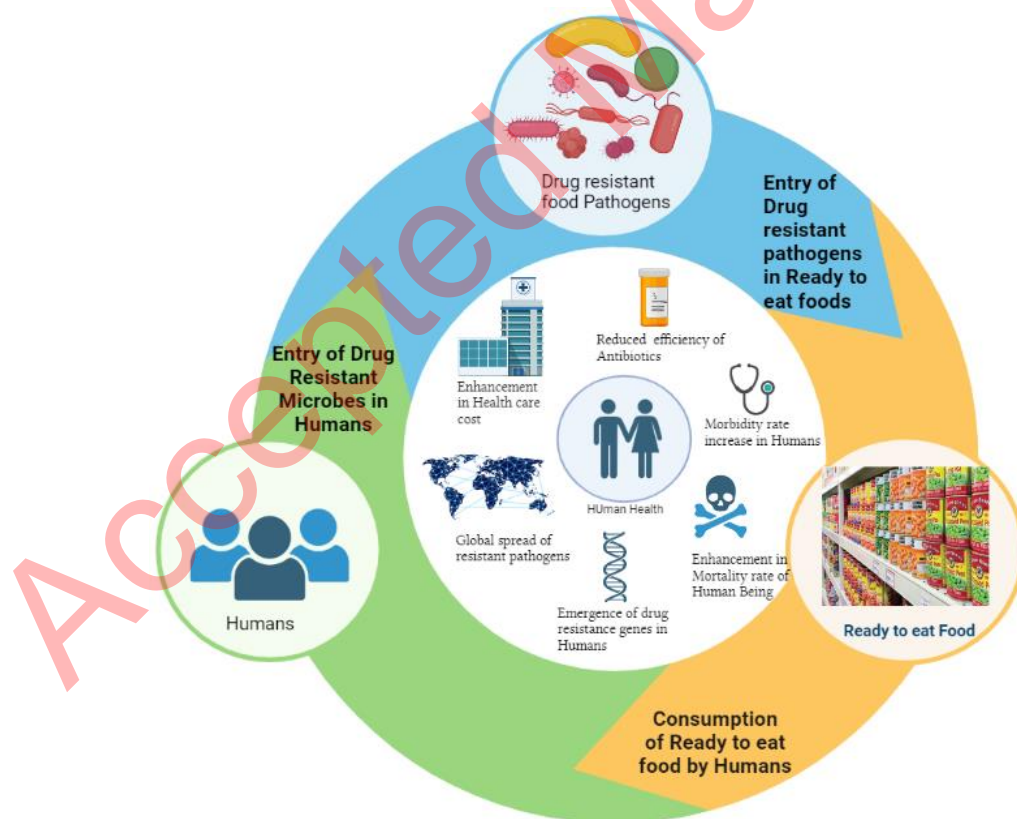 Accepted Ma
Drug resistant
food Pathogens
Entry of
Drug
resistant
pathogens
in Ready to
eat foods
Reduced efficiency of
Antibiotics
Enhancement
in Health care
cost
Entry of Drug
Resistant
Microbes in
Humans
Morbidity rate
increase in Humans
HUman Health
Global spread of
resistant pathogens
Enhancement in
Mortality rate of
Human Being
Emergence of drug
resistance genes in
Humans
Humans
Ready to eat Food
Consumption
of Ready to eat
food by Humans